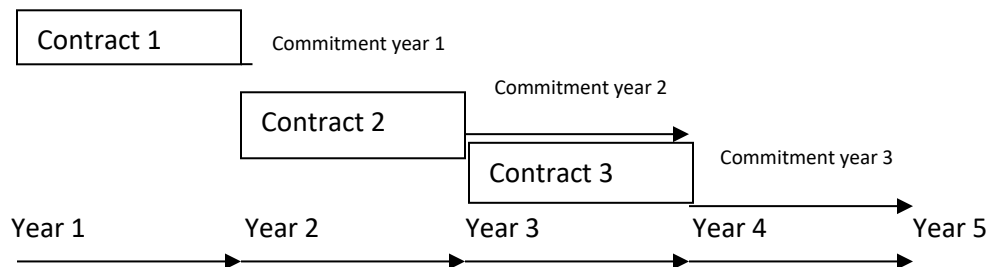 Contract 1
Commitment year 1
Commitment year 2
Contract 2
Commitment year 3
Contract 3
Year 1 Year 2 Year 3 Year 4 Year 5